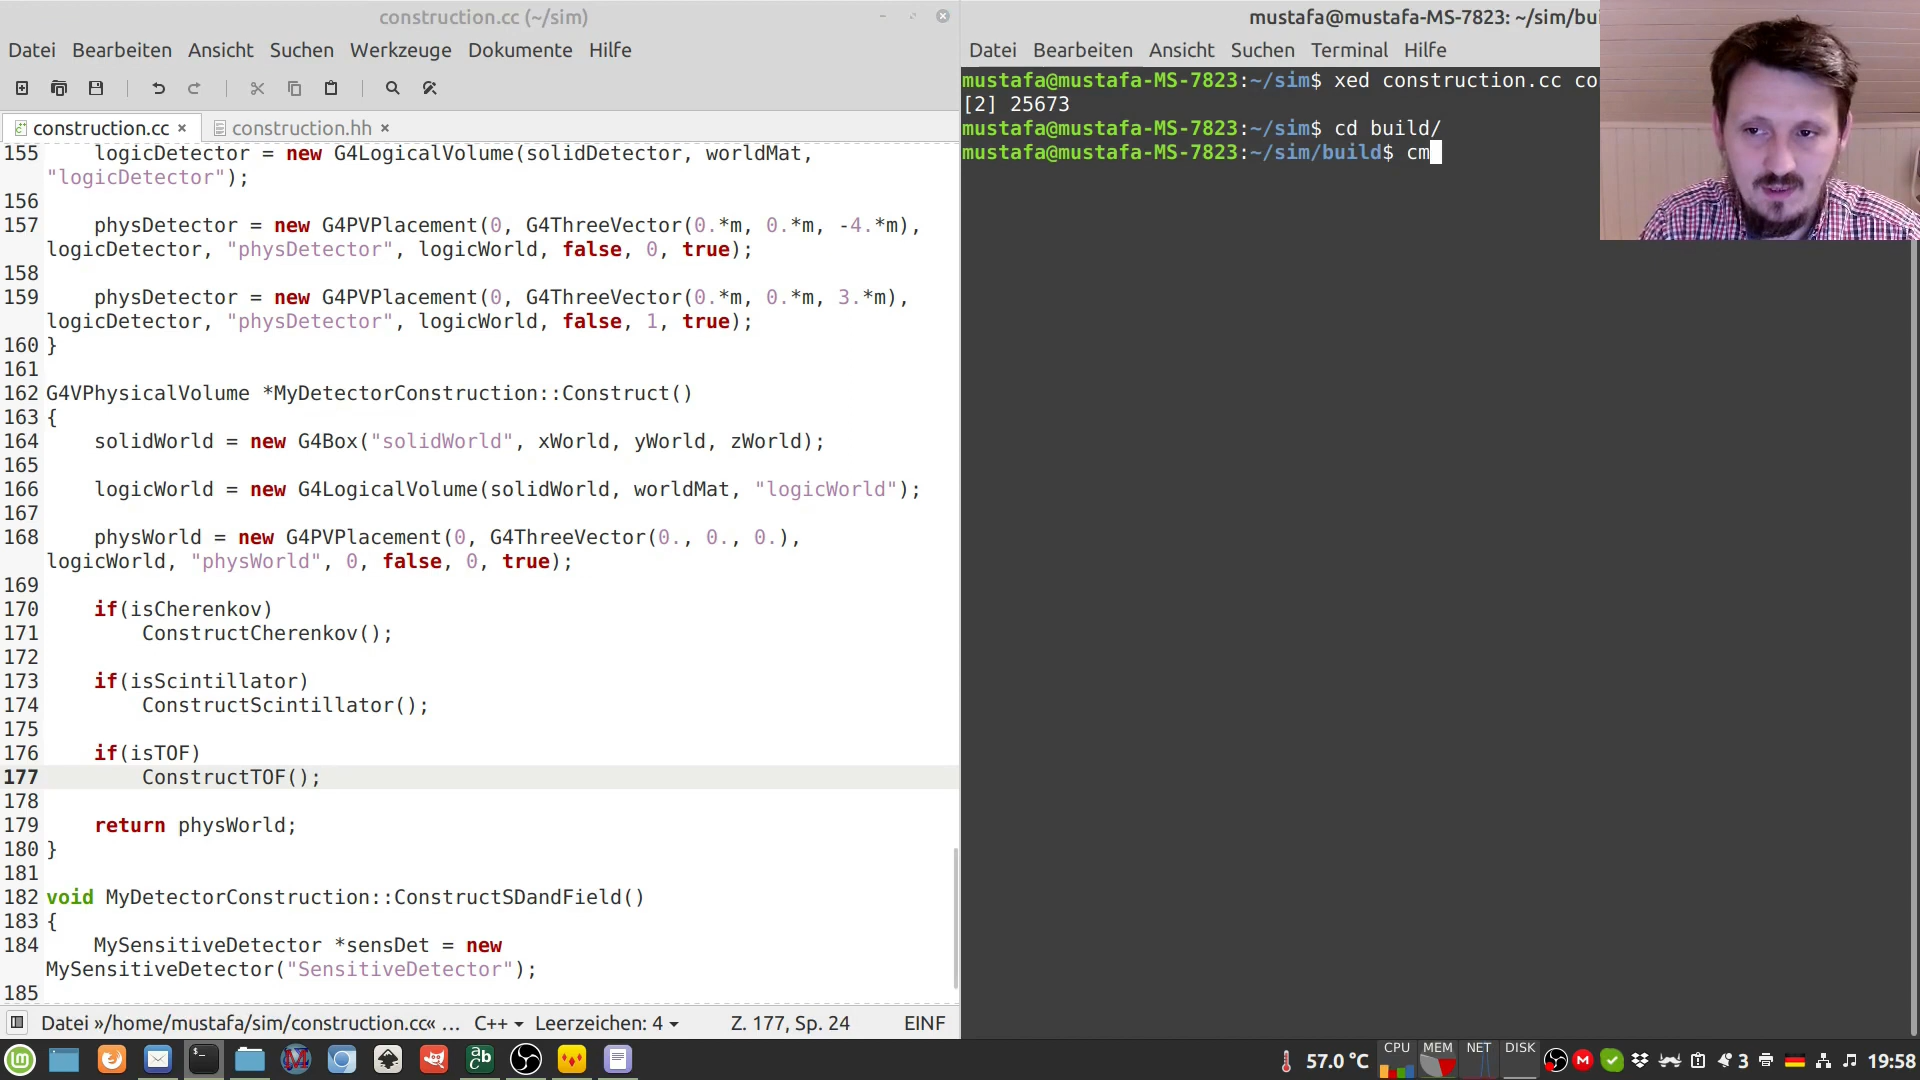 construction.cc (~/sim)
Datei Bearbeiten Ansicht Suchen Werkzeuge Dokumente Hilfe
construction.cc × construction.hh ×
155 logicDetector = new G4LogicalVolume(solidDetector, worldMat,
"logicDetector");
156
157 physDetector = new G4PVPlacement(0, G4ThreeVector(0.*m, 0.*m, -4.*m),
logicDetector, "physDetector", logicWorld, false, 0, true);
158
159 physDetector = new G4PVPlacement(0, G4ThreeVector(0.*m, 0.*m, 3.*m),
logicDetector, "physDetector", logicWorld, false, 1, true);
160 }
161
162 G4VPhysicalVolume *MyDetectorConstruction::Construct()
163 {
164 solidWorld = new G4Box("solidWorld", xWorld, yWorld, zWorld);
165
166 logicWorld = new G4LogicalVolume(solidWorld, worldMat, "logicWorld");
167
168 physWorld = new G4PVPlacement(0, G4ThreeVector(0., 0., 0.),
logicWorld, "physWorld", 0, false, 0, true);
169
170 if(isCherenkov)
171 ConstructCherenkov();
172
173 if(isScintillator)
174 ConstructScintillator();
175
176 if(isTOF)
177 ConstructTOF();
178
179 return physWorld;
180 }
181
182 void MyDetectorConstruction::ConstructSDandField()
183 {
184 MySensitiveDetector *sensDet = new
MySensitiveDetector("SensitiveDetector");
185
Datei »/home/mustafa/sim/construction.cc« … C++ Leerzeichen: 4 Z. 177, Sp. 24 EINF
mustafa@mustafa-MS-7823: ~/sim/bui
Datei Bearbeiten Ansicht Suchen Terminal Hilfe
mustafa@mustafa-MS-7823:~/sim$ xed construction.cc co
[2] 25673
mustafa@mustafa-MS-7823:~/sim$ cd build/
mustafa@mustafa-MS-7823:~/sim/build$ cm
57.0 °C CPU MEM NET DISK 3 19:58